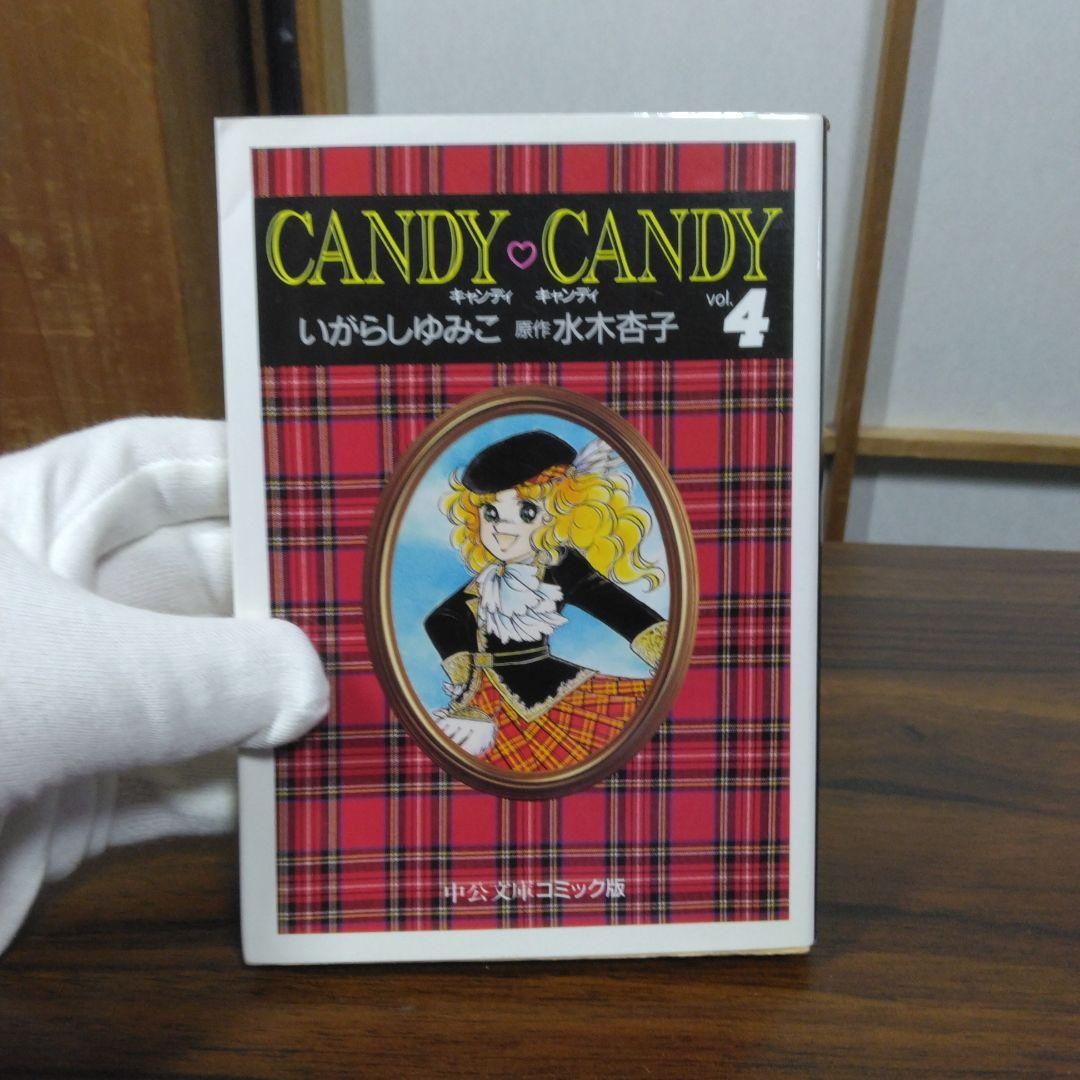 CANDY♡CANDY
キャンディ キャンディ
vol.4
いがらしゆみこ 原作 水木杏子
中公文庫コミック版